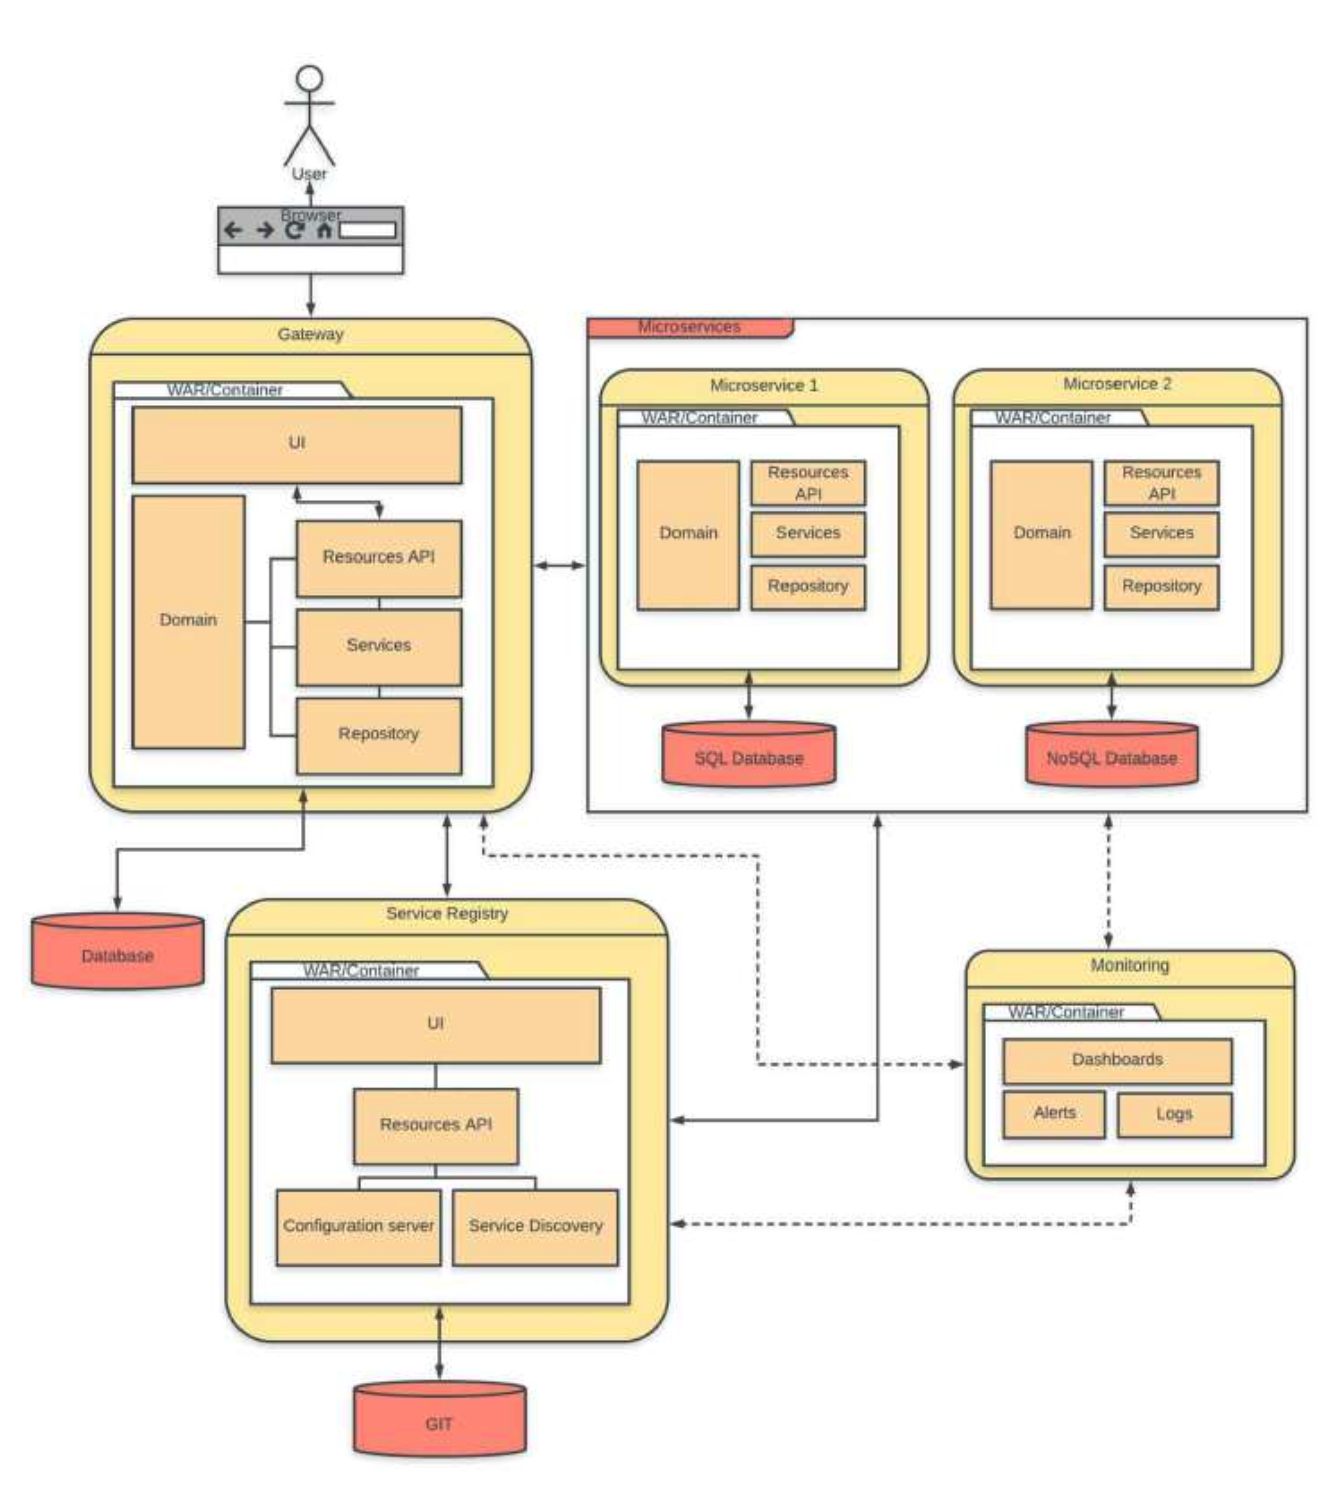 User
Browser
Gateway
WAR/Container
UI
Domain
Resources API
Services
Repository
Microservices
Microservice 1
WAR/Container
Domain
Resources
API
Services
Repository
SQL Database
Microservice 2
WAR/Container
Domain
Resources
API
Services
Repository
NoSQL Database
Database
Service Registry
WAR/Container
UI
Resources API
Configuration server
Service Discovery
GIT
Monitoring
WAR/Container
Dashboards
Alerts
Logs